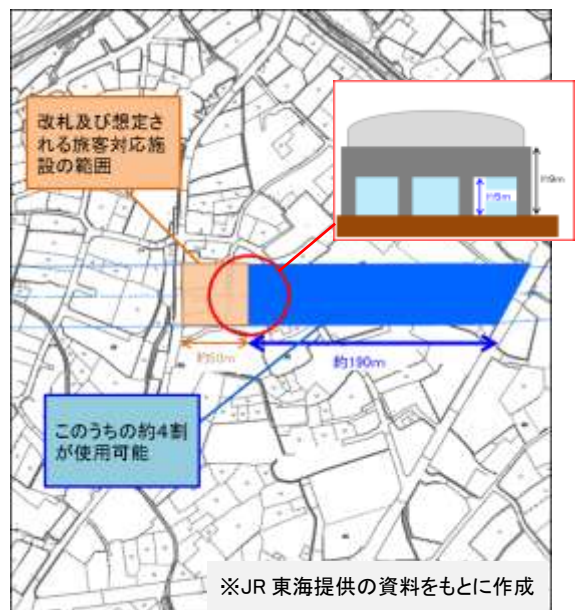 改札及び想定さ
れる旅客対応施
設の範囲
H9m
H5m
約50m
約190m
このうちの約4割
が使用可能
※JR 東海提供の資料をもとに作成